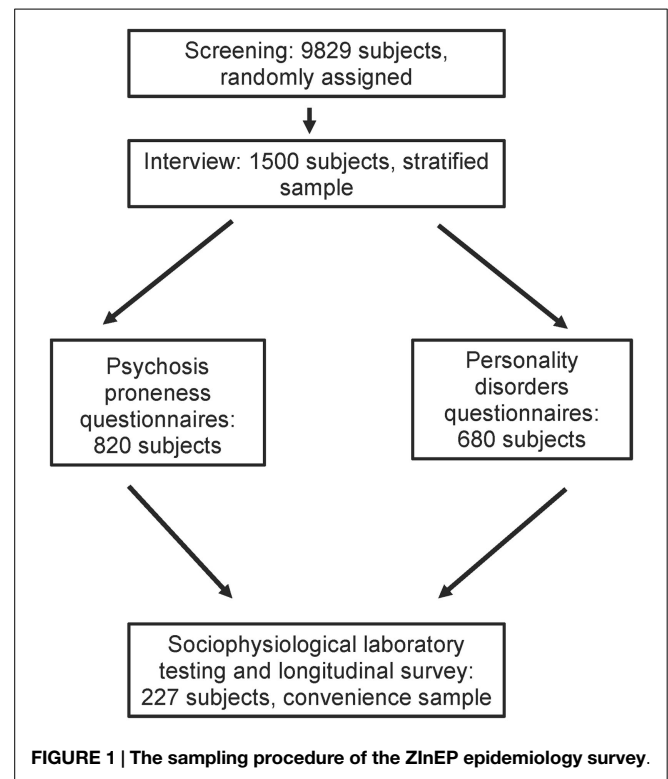 Screening: 9829 subjects,
randomly assigned
Interview: 1500 subjects, stratified
sample
Psychosis
proneness
questionnaires:
820 subjects
Personality
disorders
questionnaires:
680 subjects
Sociophysiological laboratory
testing and longitudinal survey:
227 subjects, convenience sample
FIGURE 1 | The sampling procedure of the ZInEP epidemiology survey.